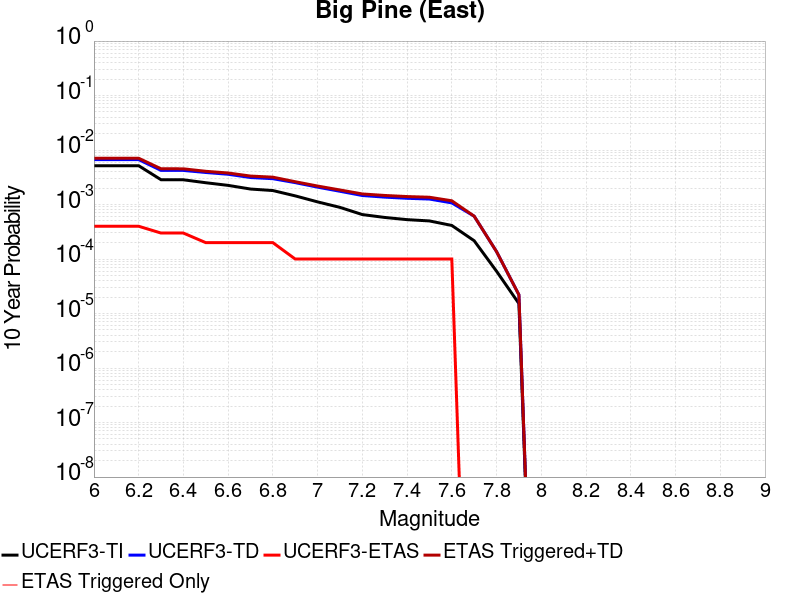 Big Pine (East)
10 0
10 -1
10 -2
10 -3
10 -4
10 -5
10 -6
10 -7
10 -8
10 Year Probability
6 6.2 6.4 6.6 6.8 7 7.2 7.4 7.6 7.8 8 8.2 8.4 8.6 8.8 9
Magnitude
UCERF3-TI UCERF3-TD UCERF3-ETAS ETAS Triggered+TD
ETAS Triggered Only